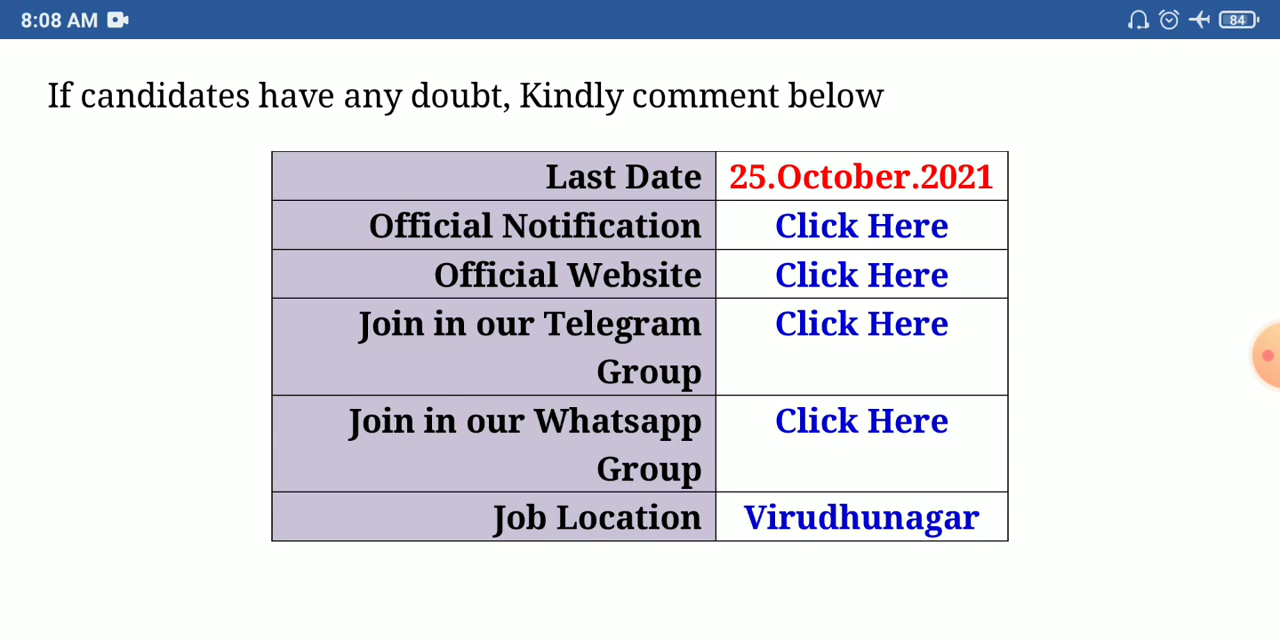 8:08 AM 84
If candidates have any doubt, Kindly comment below
Last Date 25.October.2021
Official Notification Click Here
Official Website Click Here
Join in our Telegram Click Here
Group
Join in our Whatsapp Click Here
Group
Job Location Virudhunagar